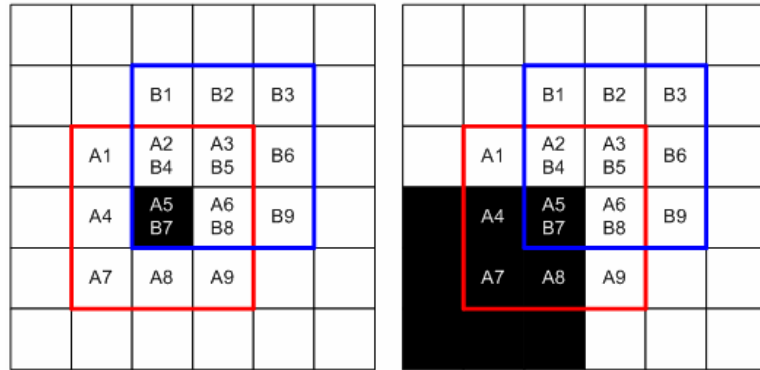 B1 B2 B3
A1 A2 B4 A3 B5 B6
A4 A5 B7 A6 B8 B9
A7 A8 A9
B1 B2 B3
A1 A2 B4 A3 B5 B6
A4 A5 B7 A6 B8 B9
A7 A8 A9